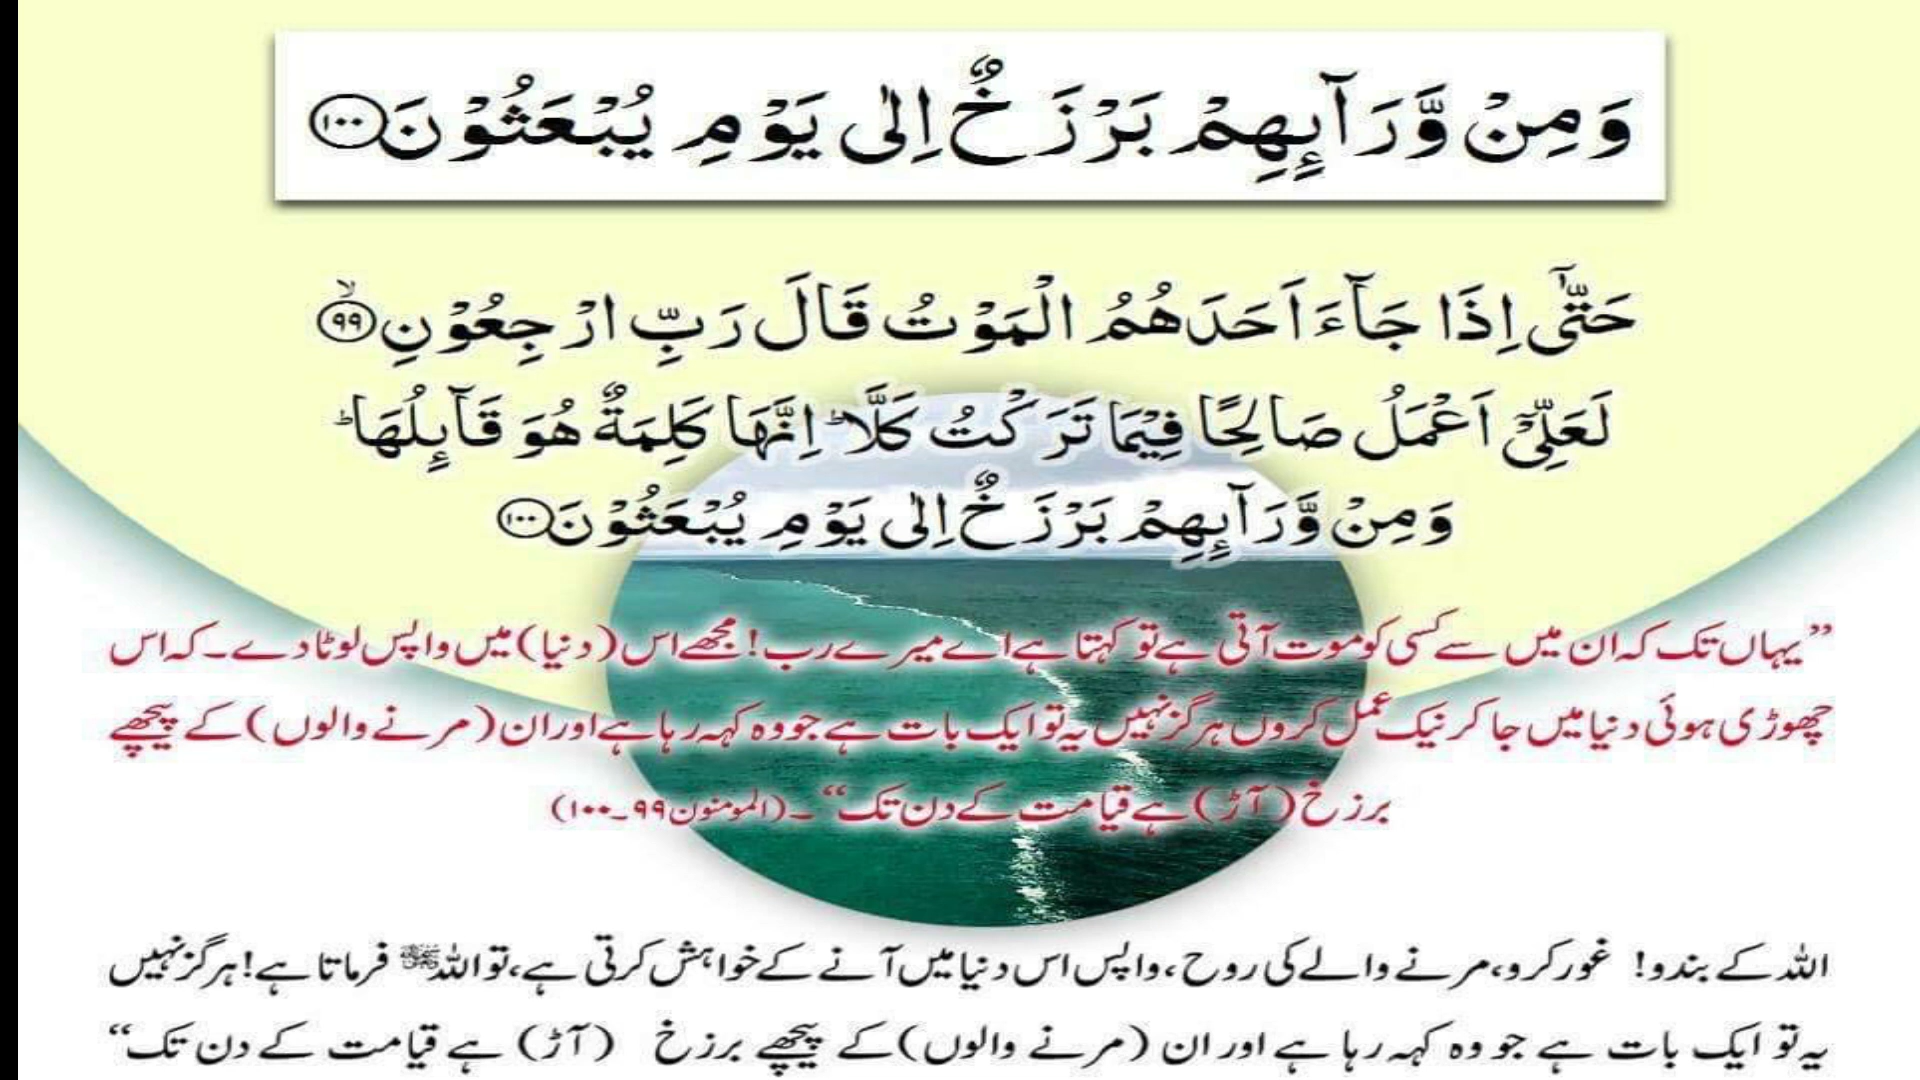 وَمِنْ وَّرَآئِهِمْ بَرْزَخٌ اِلٰى يَوْمِ يُبْعَثُوْنَ ۝۱۰۰
حَتّٰٓى اِذَا جَآءَ اَحَدَهُمُ الْمَوْتُ قَالَ رَبِّ ارْجِعُوْنِ ۝۹۹ۙ
لَعَلِّيْٓ اَعْمَلُ صَالِحًا فِيْمَا تَرَكْتُ كَلَّا ؕ اِنَّهَا كَلِمَةٌ هُوَ قَآئِلُهَا ؕ
وَمِنْ وَّرَآئِهِمْ بَرْزَخٌ اِلٰى يَوْمِ يُبْعَثُوْنَ ۝۱۰۰
”یہاں تک کہ ان میں سے کسی کو موت آتی ہے تو کہتا ہے اے میرے رب! مجھے اس (دنیا) میں واپس لوٹا دے۔ کہ اس
چھوڑی ہوئی دنیا میں جا کر نیک عمل کروں ہرگز نہیں یہ تو ایک بات ہے جو وہ کہہ رہا ہے اور ان (مرنے والوں) کے پیچھے
برزخ (آڑ) ہے قیامت کے دن تک“۔ (المومنون ۹۹۔۱۰۰)
اللہ کے بندو! غور کرو، مرنے والے کی روح، واپس اس دنیا میں آنے کے خواہش کرتی ہے، تو اللہ فرماتا ہے! ہرگز نہیں
یہ تو ایک بات ہے جو وہ کہہ رہا ہے اور ان (مرنے والوں) کے پیچھے برزخ (آڑ) ہے قیامت کے دن تک“